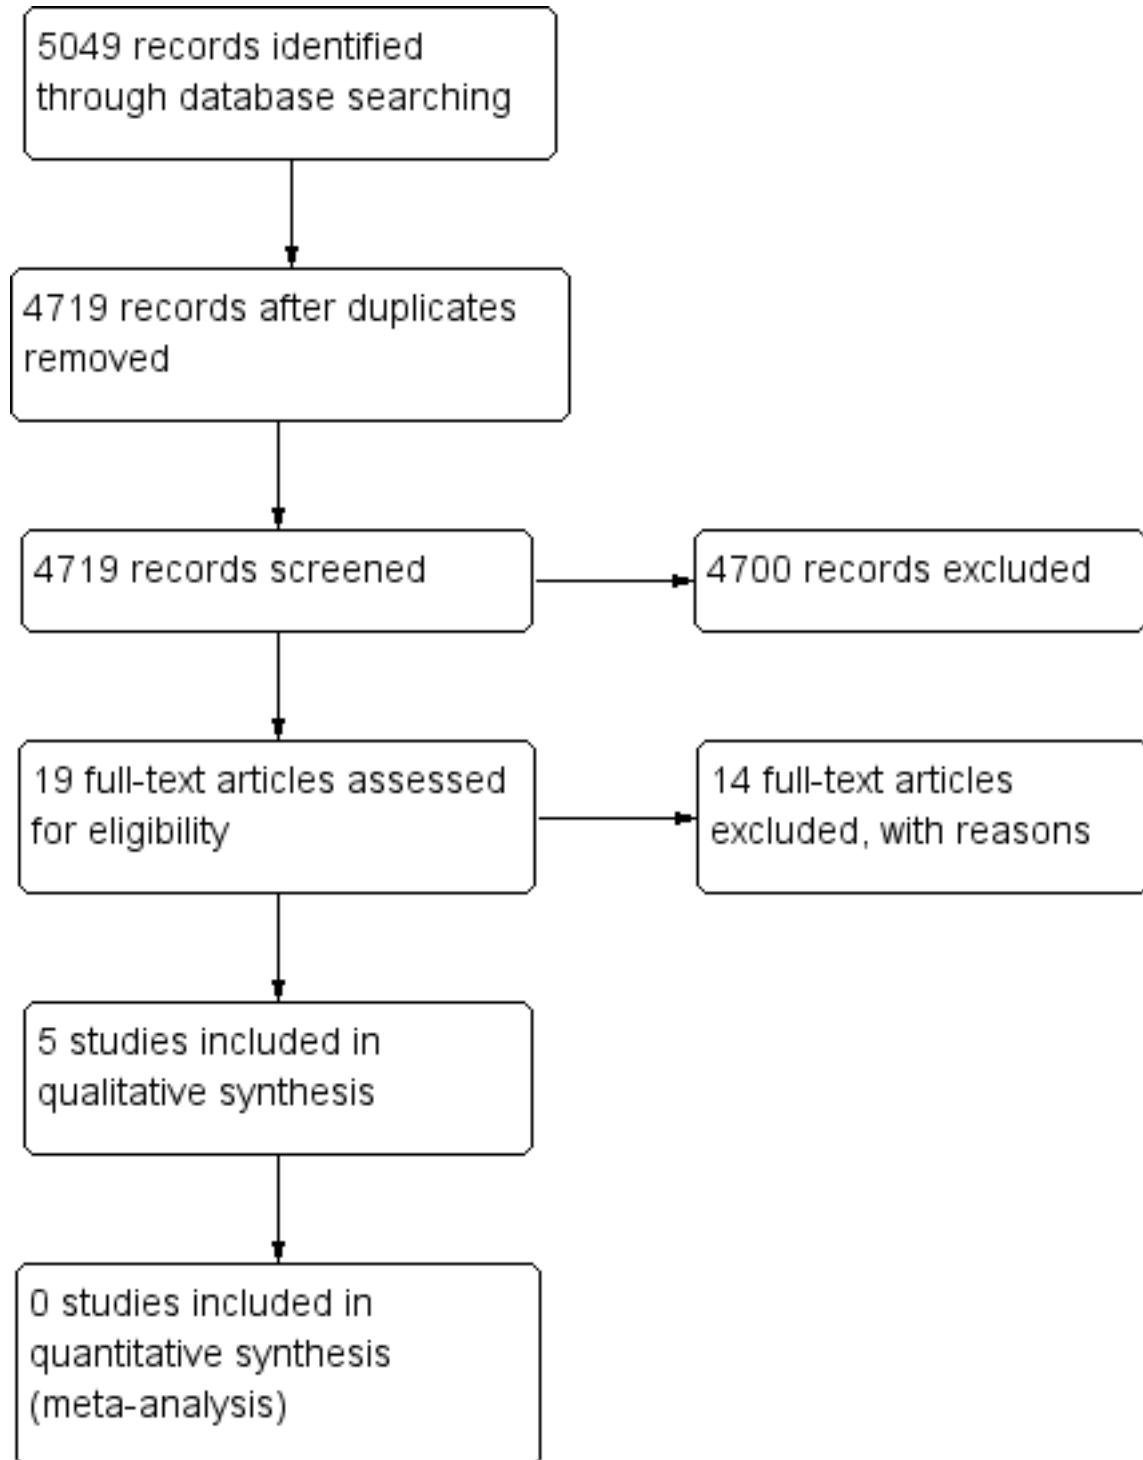 5049 records identified
through database searching
4719 records after duplicates
removed
4719 records screened
4700 records excluded
19 full-text articles assessed
for eligibility
14 full-text articles
excluded, with reasons
5 studies included in
qualitative synthesis
0 studies included in
quantitative synthesis
(meta-analysis)